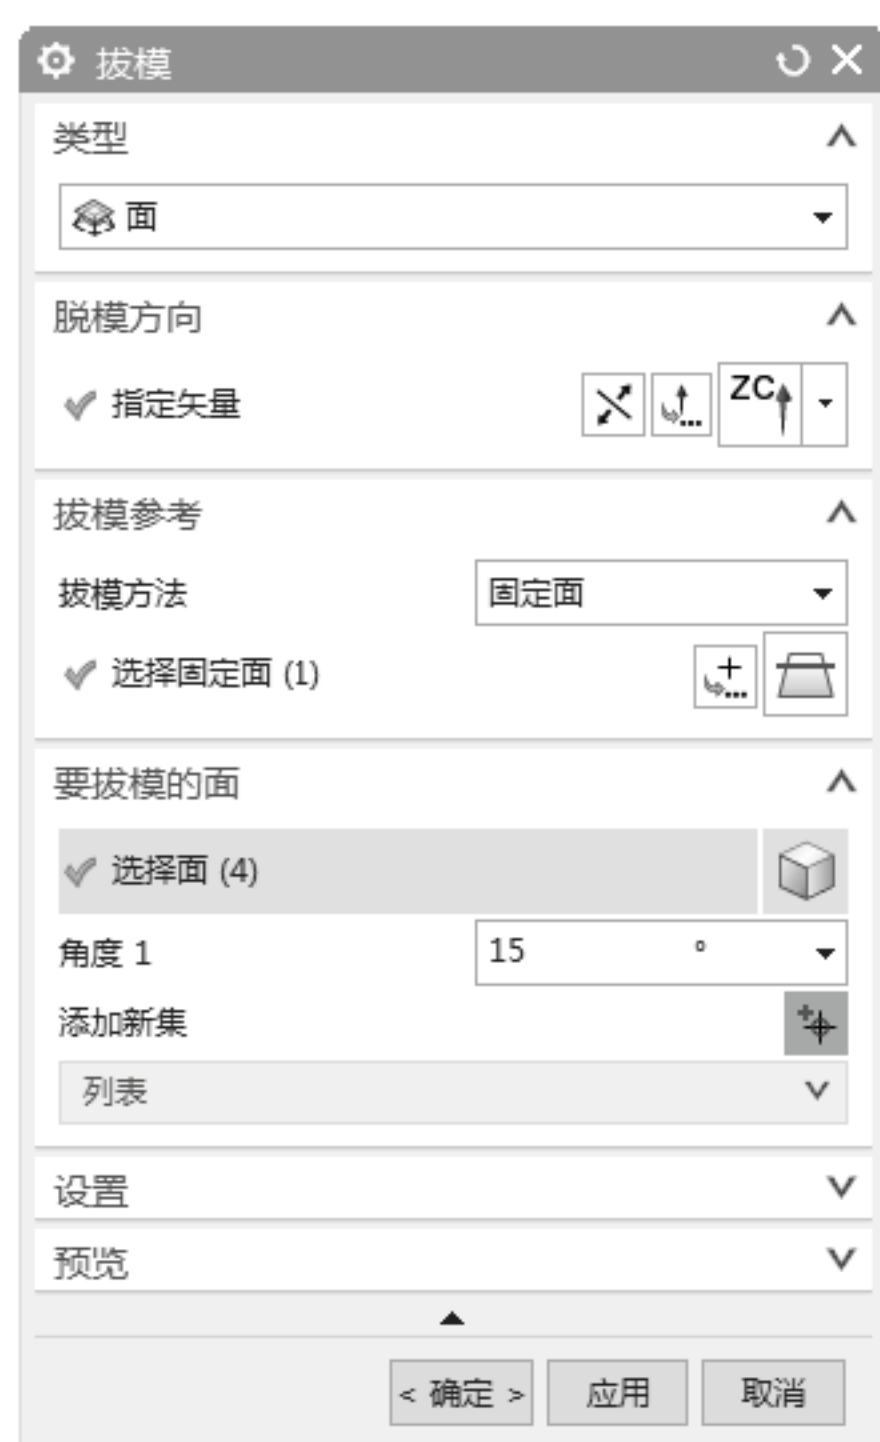 拔模
类型
面
脱模方向
指定矢量 ZC
拔模参考
拔模方法 固定面
选择固定面 (1)
要拔模的面
选择面 (4)
角度 1 15 °
添加新集
列表
设置
预览
< 确定 > 应用 取消